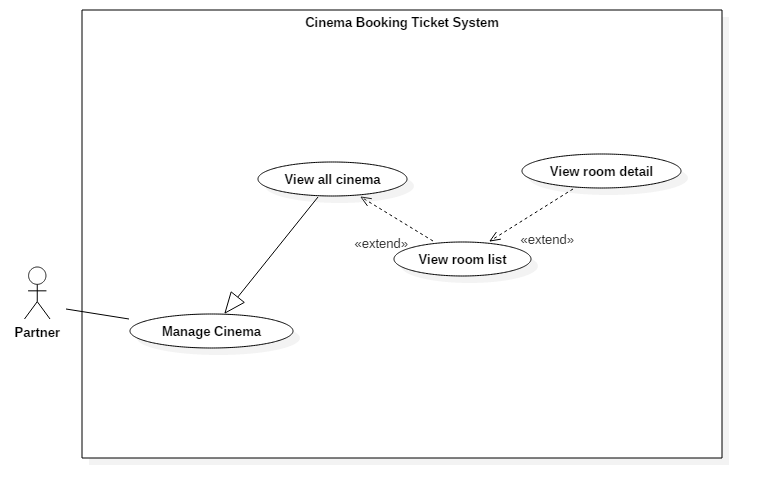 Cinema Booking Ticket System
View all cinema
View room detail
«extend»
«extend»
View room list
Manage Cinema
Partner